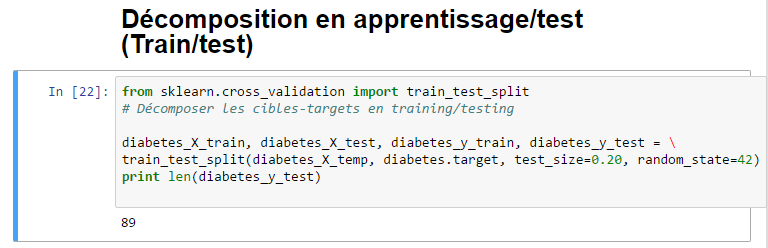 Décomposition en apprentissage/test
(Train/test)
In [22]: from sklearn.cross_validation import train_test_split
# Décomposer les cibles-targets en training/testing
diabetes_X_train, diabetes_X_test, diabetes_y_train, diabetes_y_test = \
train_test_split(diabetes_X_temp, diabetes.target, test_size=0.20, random_state=42)
print len(diabetes_y_test)
89